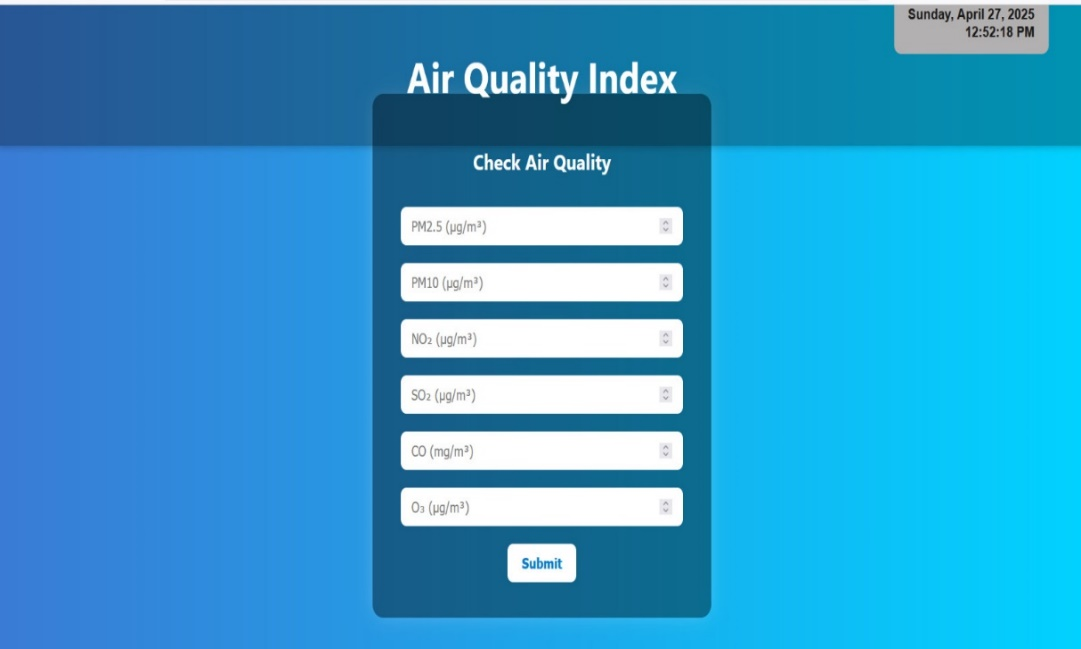 Sunday, April 27, 2025
12:52:18 PM
Air Quality Index
Check Air Quality
PM2.5 (µg/m³)
PM10 (µg/m³)
NO₂ (µg/m³)
SO₂ (µg/m³)
CO (mg/m³)
O₃ (µg/m³)
Submit